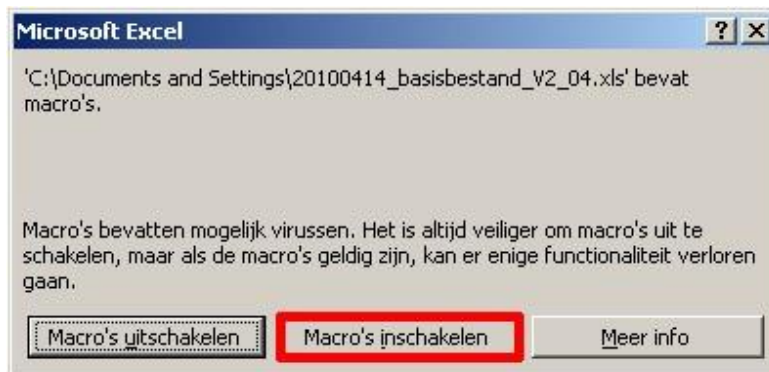 Microsoft Excel
'C:\Documents and Settings\20100414_basisbestand_V2_04.xls' bevat
macro's.
Macro's bevatten mogelijk virussen. Het is altijd veiliger om macro's uit te
schakelen, maar als de macro's geldig zijn, kan er enige functionaliteit verloren
gaan.
Macro's uitschakelen
Macro's inschakelen
Meer info